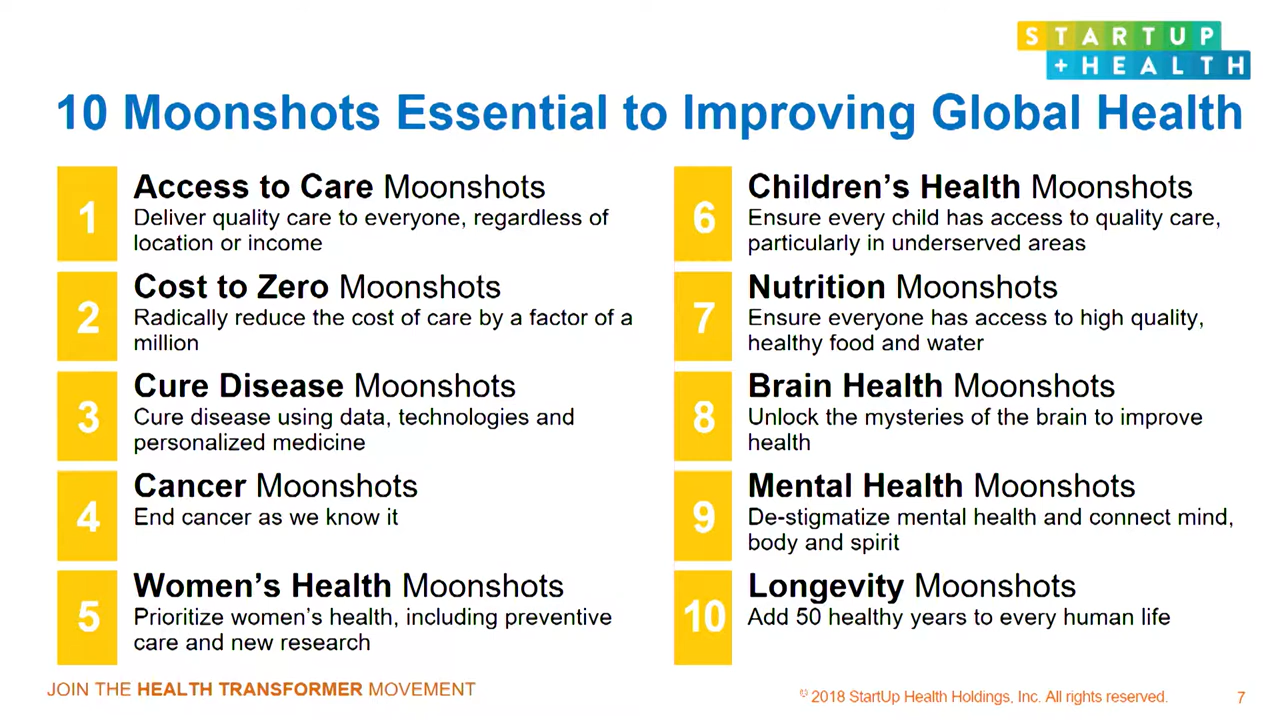 STARTUP
+HEALTH
10 Moonshots Essential to Improving Global Health
1
Access to Care Moonshots
Deliver quality care to everyone, regardless of
location or income
2
Cost to Zero Moonshots
Radically reduce the cost of care by a factor of a
million
3
Cure Disease Moonshots
Cure disease using data, technologies and
personalized medicine
4
Cancer Moonshots
End cancer as we know it
5
Women’s Health Moonshots
Prioritize women’s health, including preventive
care and new research
6
Children’s Health Moonshots
Ensure every child has access to quality care,
particularly in underserved areas
7
Nutrition Moonshots
Ensure everyone has access to high quality,
healthy food and water
8
Brain Health Moonshots
Unlock the mysteries of the brain to improve
health
9
Mental Health Moonshots
De-stigmatize mental health and connect mind,
body and spirit
10
Longevity Moonshots
Add 50 healthy years to every human life
JOIN THE HEALTH TRANSFORMER MOVEMENT
© 2018 StartUp Health Holdings, Inc. All rights reserved.
7